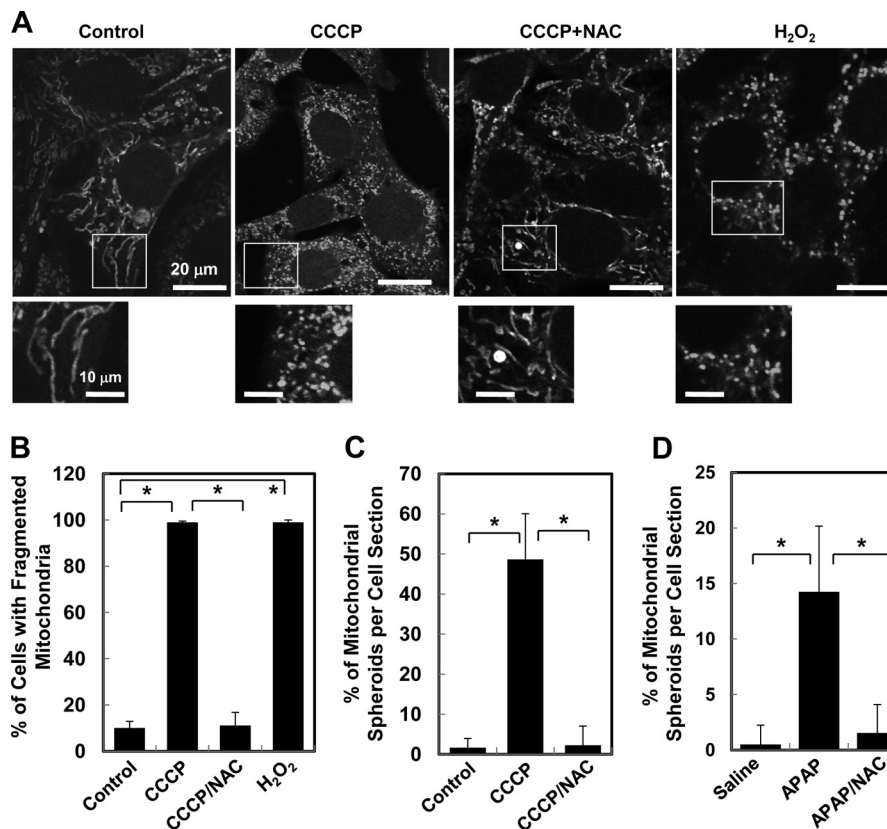 A
Control CCCP CCCP+NAC H₂O₂
20 μm
10 μm
B
% of Cells with Fragmented
Mitochondria
120
100
80
60
40
20
0
* * *
Control CCCP CCCP/NAC H₂O₂
C
% of Mitochondrial
Spheroids per Cell Section
70
60
50
40
30
20
10
0
* *
Control CCCP CCCP/NAC
D
% of Mitochondrial
Spheroids per Cell Section
25
20
15
10
5
0
* *
Saline APAP APAP/NAC